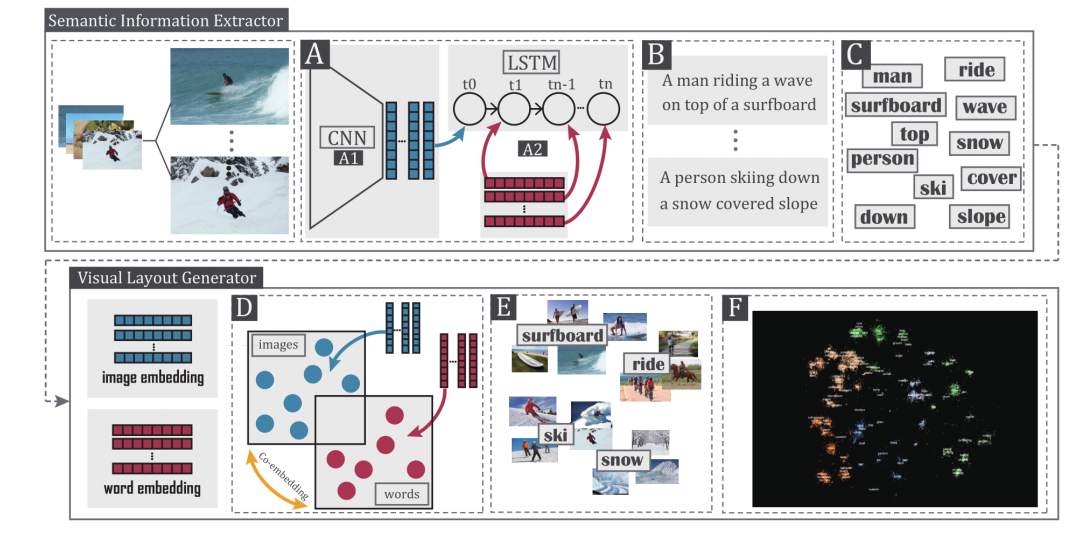 Semantic Information Extractor
A
CNN
A1
LSTM
t0
t1
tn-1
tn
A2
B
A man riding a wave
on top of a surfboard
A person skiing down
a snow covered slope
C
man
ride
surfboard
wave
top
snow
person
ski
cover
down
slope
Visual Layout Generator
image embedding
word embedding
D
images
words
Co-embedding
E
surfboard
ride
ski
snow
F